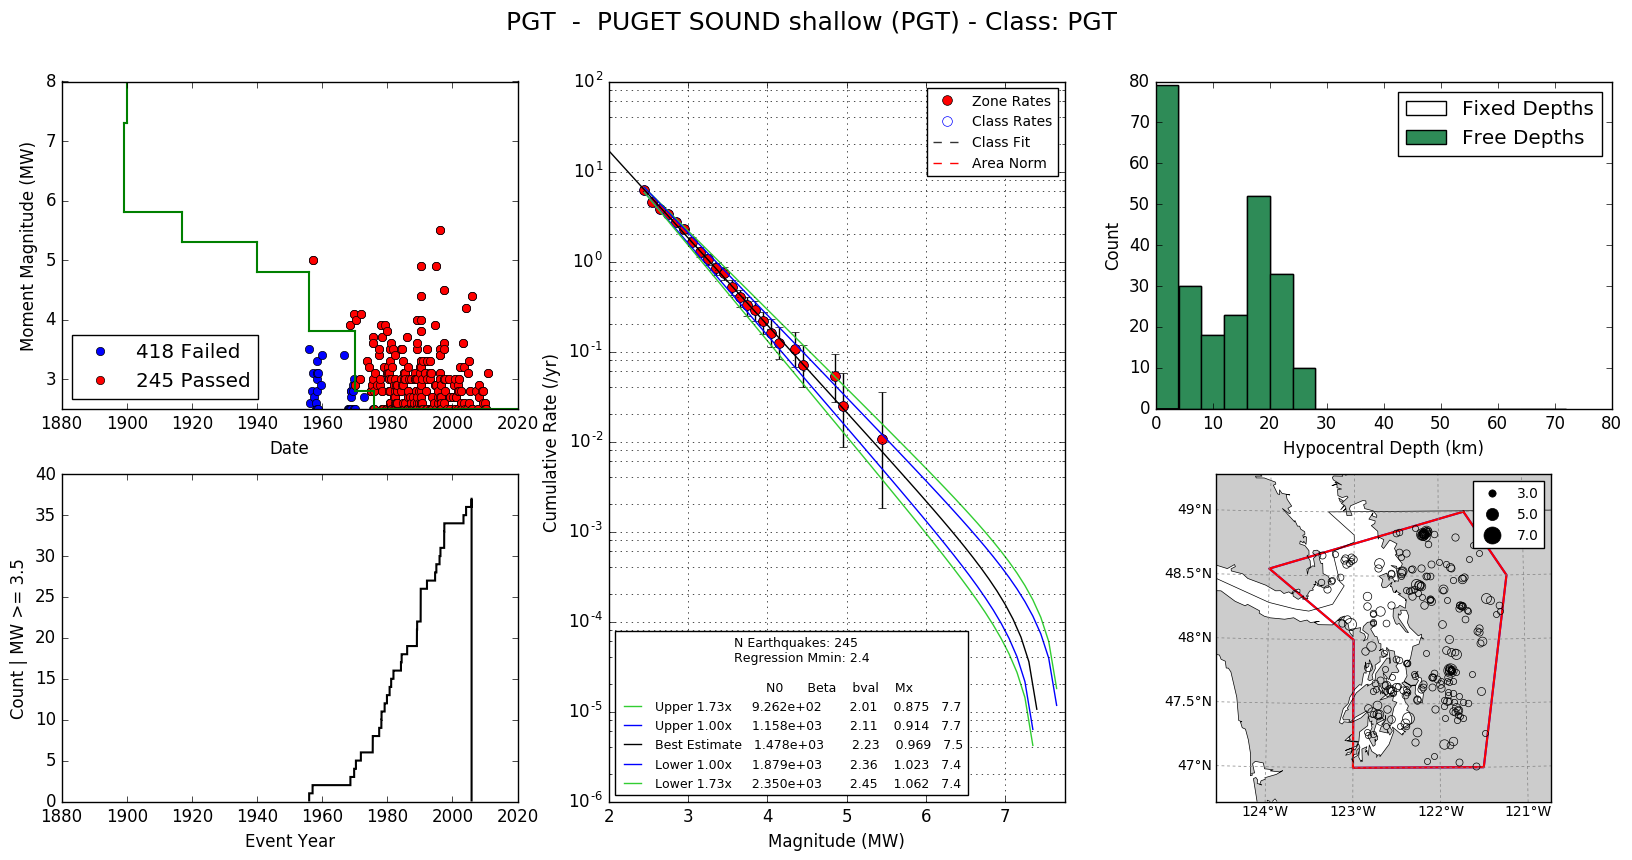 PGT - PUGET SOUND shallow (PGT) - Class: PGT
8
7
6
5
4
3
Moment Magnitude (MW)
418 Failed
245 Passed
1880 1900 1920 1940 1960 1980 2000 2020
Date
40
35
30
25
20
15
10
5
0
Count | MW >= 3.5
1880 1900 1920 1940 1960 1980 2000 2020
Event Year
10^2
10^1
10^0
10^-1
10^-2
10^-3
10^-4
10^-5
10^-6
Cumulative Rate (/yr)
Zone Rates
Class Rates
Class Fit
Area Norm
N Earthquakes: 245
Regression Mmin: 2.4
N0 Beta bval Mx
Upper 1.73x 9.262e+02 2.01 0.875 7.7
Upper 1.00x 1.158e+03 2.11 0.914 7.7
Best Estimate 1.478e+03 2.23 0.969 7.5
Lower 1.00x 1.879e+03 2.36 1.023 7.4
Lower 1.73x 2.350e+03 2.45 1.062 7.4
2 3 4 5 6 7
Magnitude (MW)
80
70
60
50
40
30
20
10
0
Count
Fixed Depths
Free Depths
0 10 20 30 40 50 60 70 80
Hypocentral Depth (km)
3.0
5.0
7.0
49°N
48.5°N
48°N
47.5°N
47°N
124°W 123°W 122°W 121°W